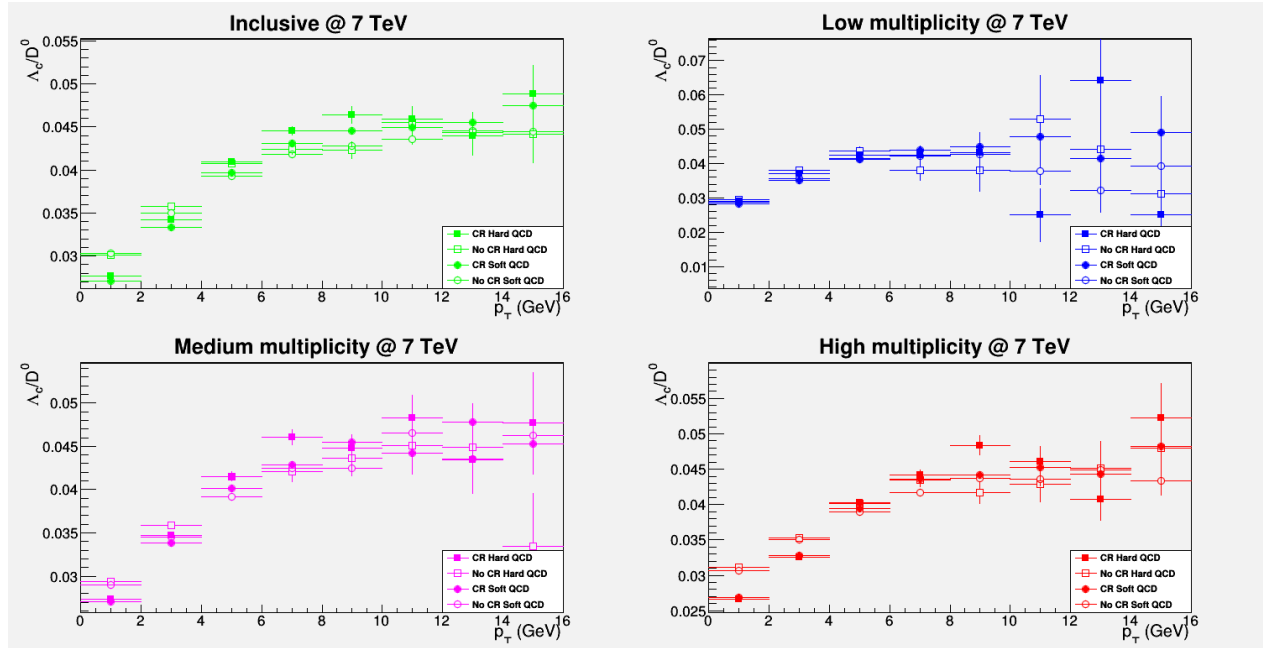 Inclusive @ 7 TeV
Λc/D⁰
0.055
0.05
0.045
0.04
0.035
0.03
CR Hard QCD
No CR Hard QCD
CR Soft QCD
No CR Soft QCD
0 2 4 6 8 10 12 14 16
p_T (GeV)
Low multiplicity @ 7 TeV
Λc/D⁰
0.07
0.06
0.05
0.04
0.03
0.02
0.01
CR Hard QCD
No CR Hard QCD
CR Soft QCD
No CR Soft QCD
0 2 4 6 8 10 12 14 16
p_T (GeV)
Medium multiplicity @ 7 TeV
Λc/D⁰
0.05
0.045
0.04
0.035
0.03
CR Hard QCD
No CR Hard QCD
CR Soft QCD
No CR Soft QCD
0 2 4 6 8 10 12 14 16
p_T (GeV)
High multiplicity @ 7 TeV
Λc/D⁰
0.055
0.05
0.045
0.04
0.035
0.03
0.025
CR Hard QCD
No CR Hard QCD
CR Soft QCD
No CR Soft QCD
0 2 4 6 8 10 12 14 16
p_T (GeV)